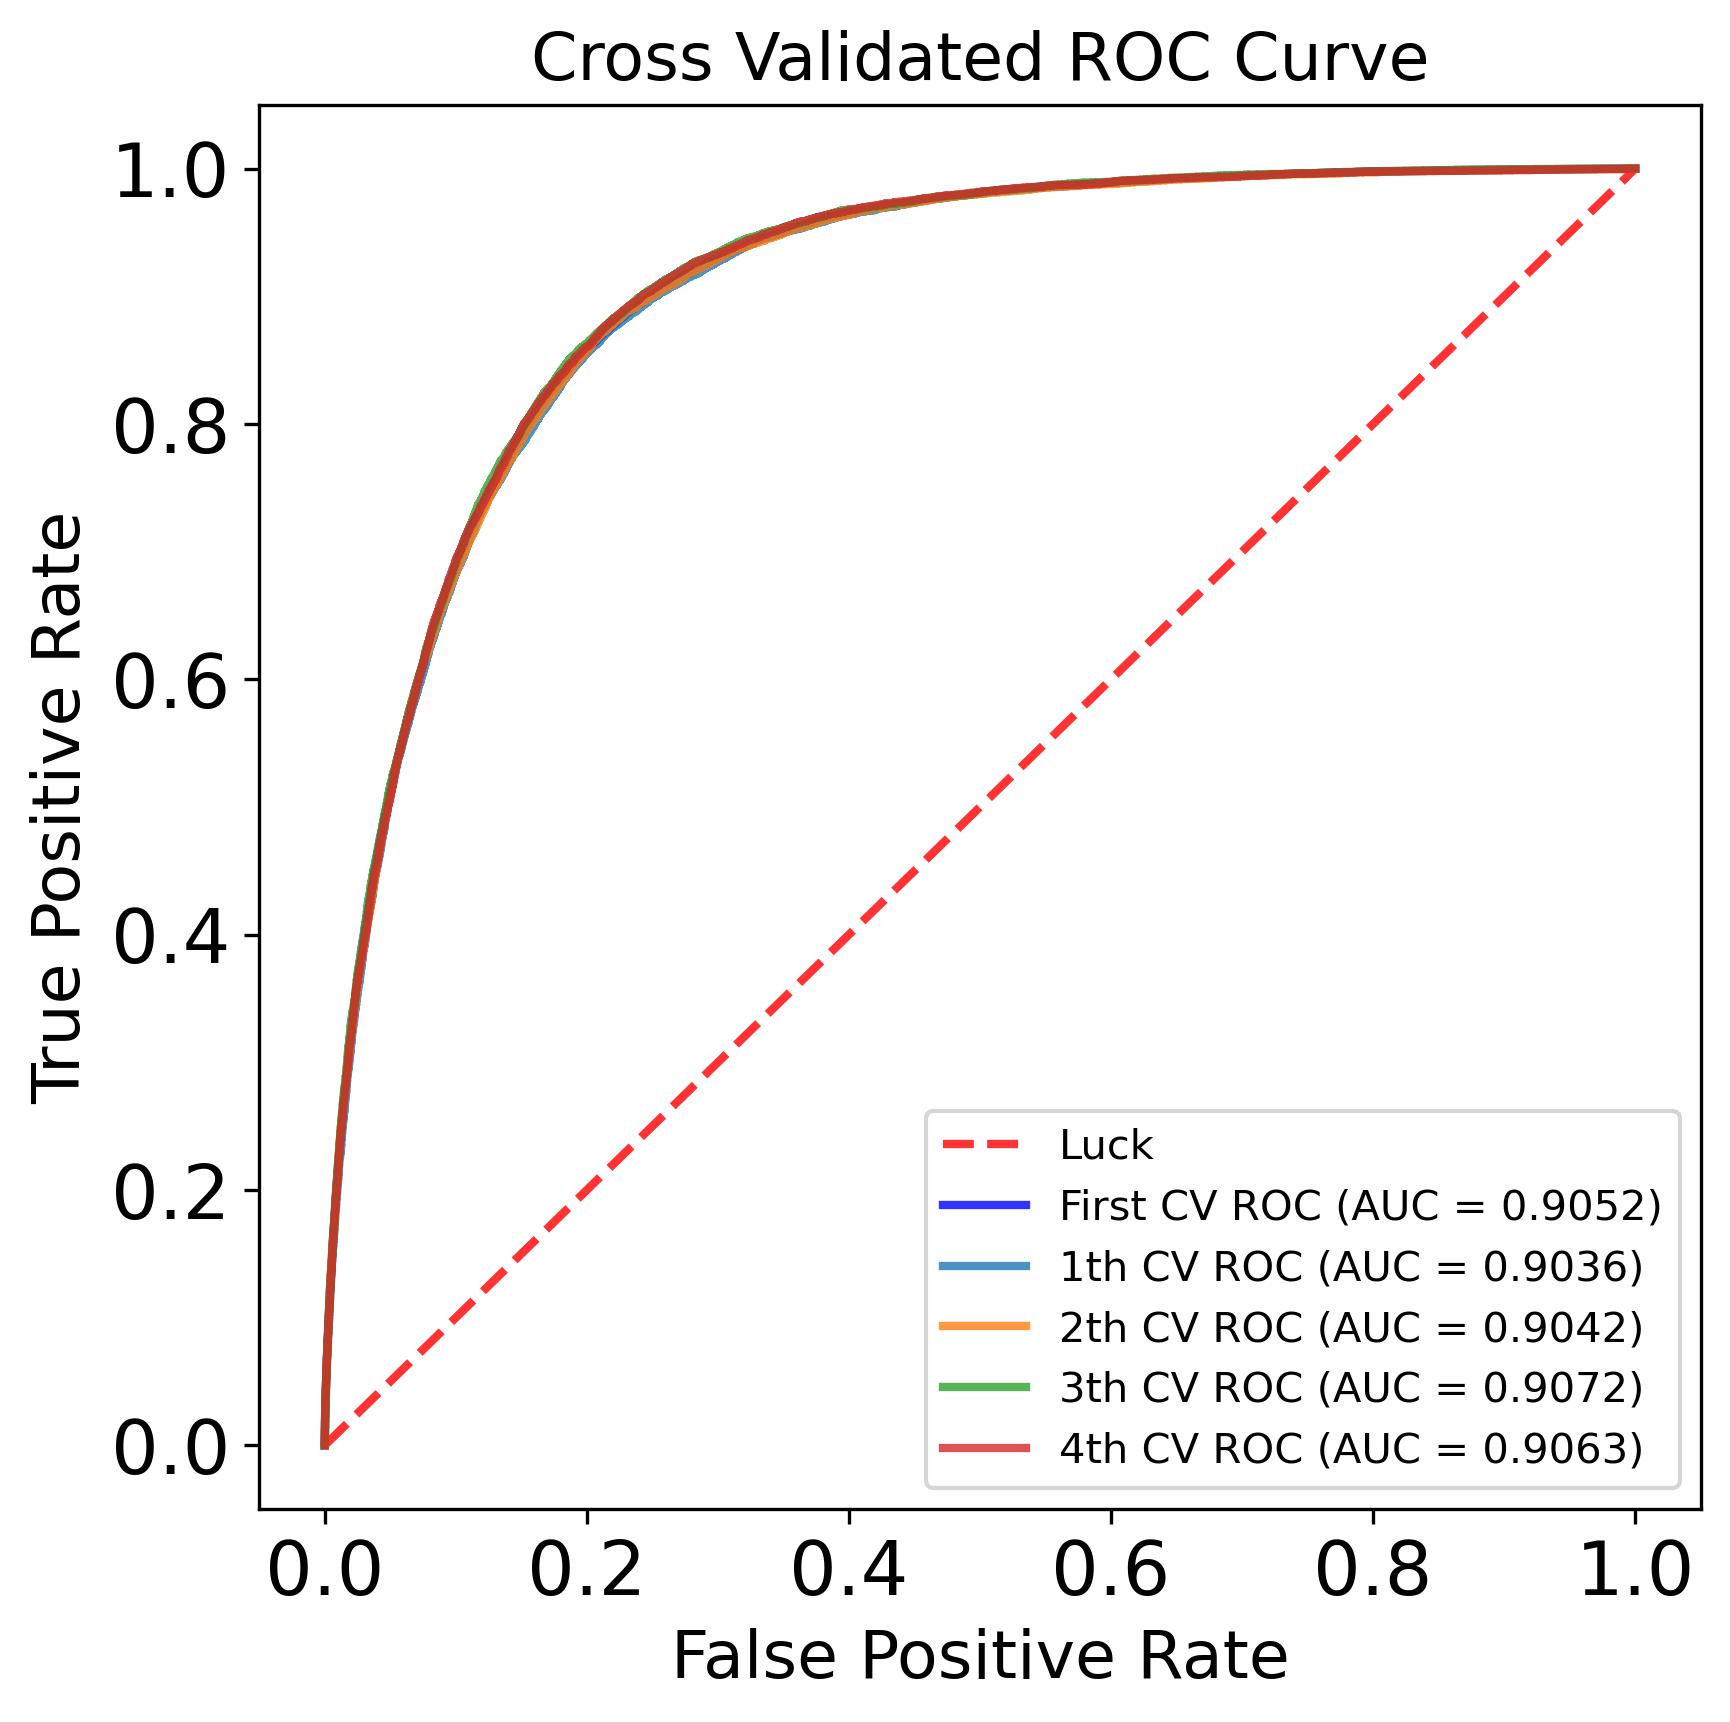 Cross Validated ROC Curve
True Positive Rate
1.0
0.8
0.6
0.4
0.2
0.0
Luck
First CV ROC (AUC = 0.9052)
1th CV ROC (AUC = 0.9036)
2th CV ROC (AUC = 0.9042)
3th CV ROC (AUC = 0.9072)
4th CV ROC (AUC = 0.9063)
0.0 0.2 0.4 0.6 0.8 1.0
False Positive Rate